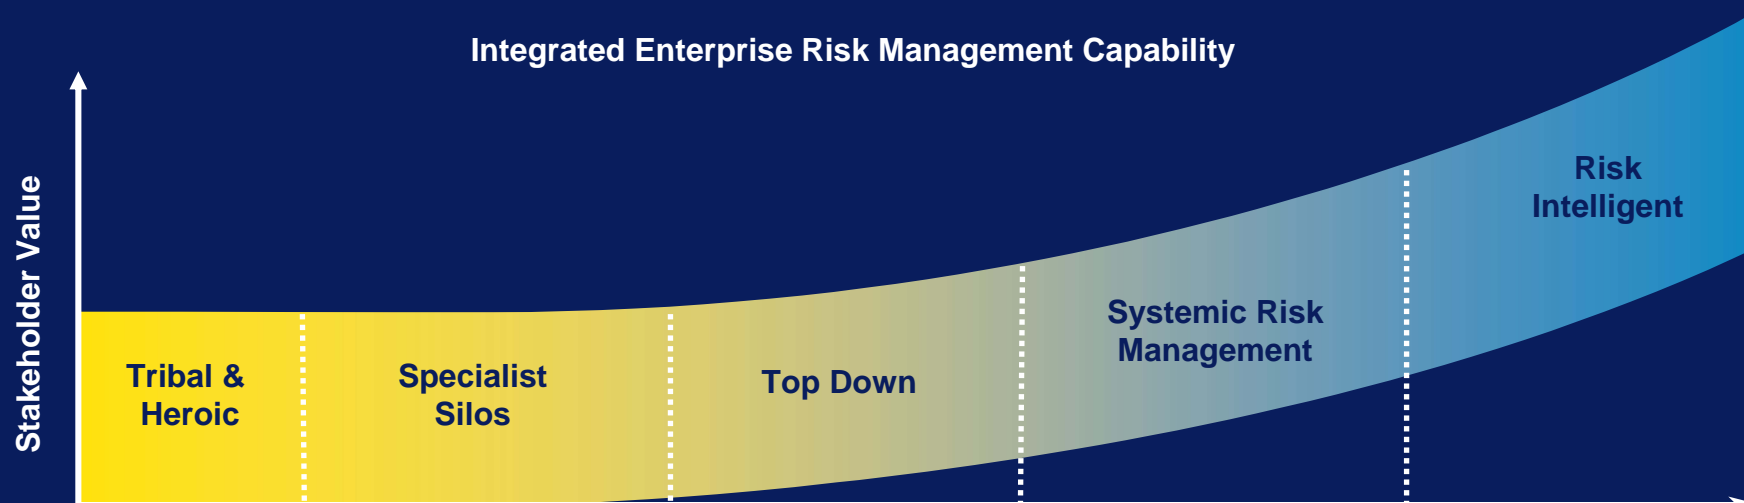 Integrated Enterprise Risk Management Capability
Stakeholder Value
Tribal &
Heroic
Specialist
Silos
Top Down
Systemic Risk
Management
Risk
Intelligent